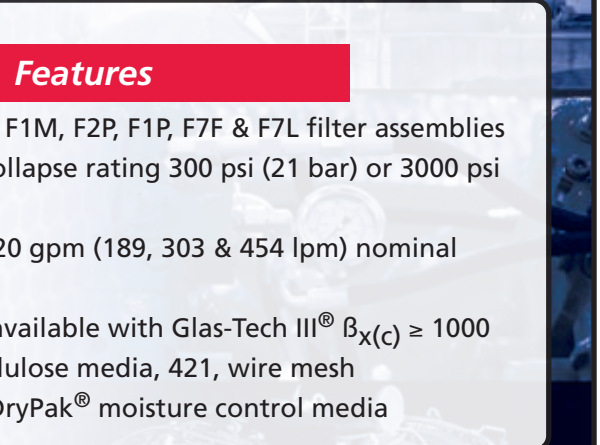 Features
F1M, F2P, F1P, F7F & F7L filter assemblies
ollapse rating 300 psi (21 bar) or 3000 psi
20 gpm (189, 303 & 454 lpm) nominal
available with Glas-Tech III® ßx(c) ≥ 1000
lulose media, 421, wire mesh
DryPak® moisture control media